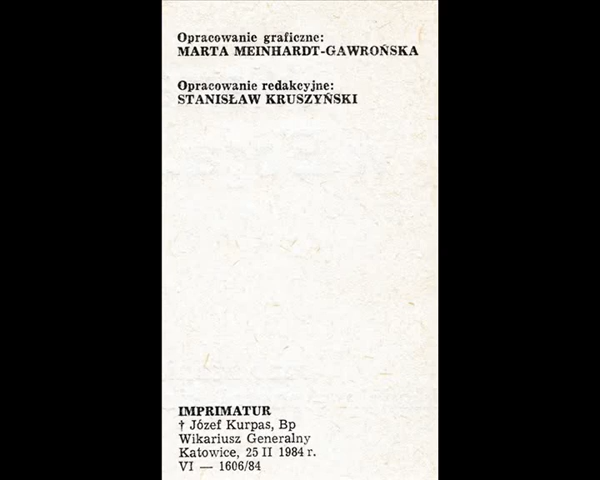 Opracowanie graficzne:
MARTA MEINHARDT-GAWROŃSKA
Opracowanie redakcyjne:
STANISŁAW KRUSZYŃSKI
IMPRIMATUR
† Józef Kurpas, Bp
Wikariusz Generalny
Katowice, 25 II 1984 r.
VI — 1606/84